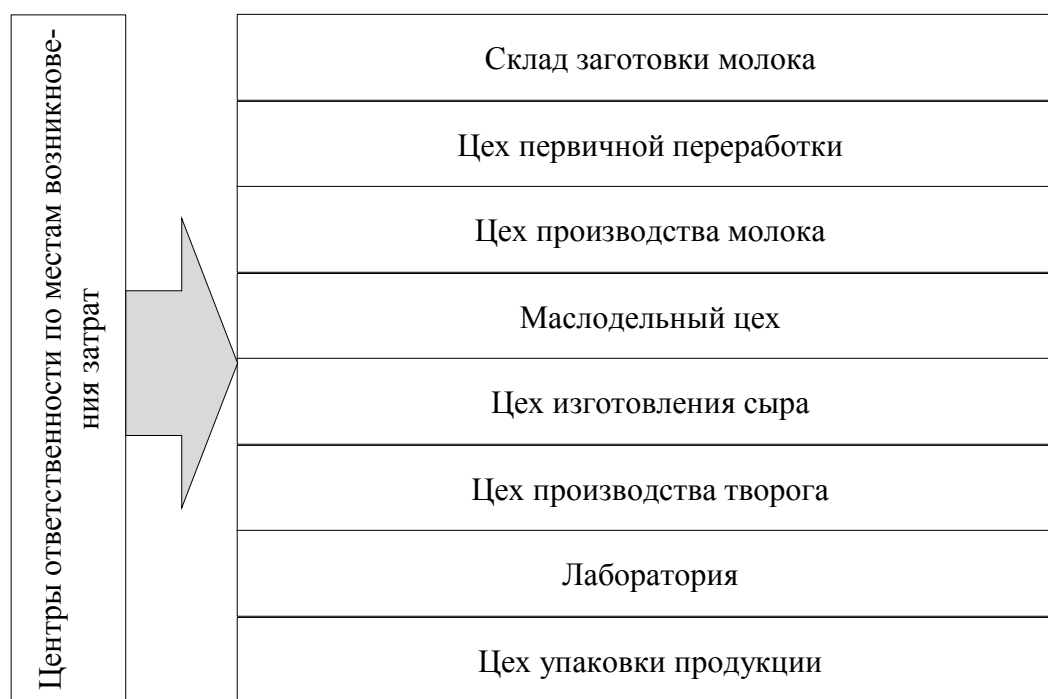 Центры ответственности по местам возникнове-
ния затрат
Склад заготовки молока
Цех первичной переработки
Цех производства молока
Маслодельный цех
Цех изготовления сыра
Цех производства творога
Лаборатория
Цех упаковки продукции